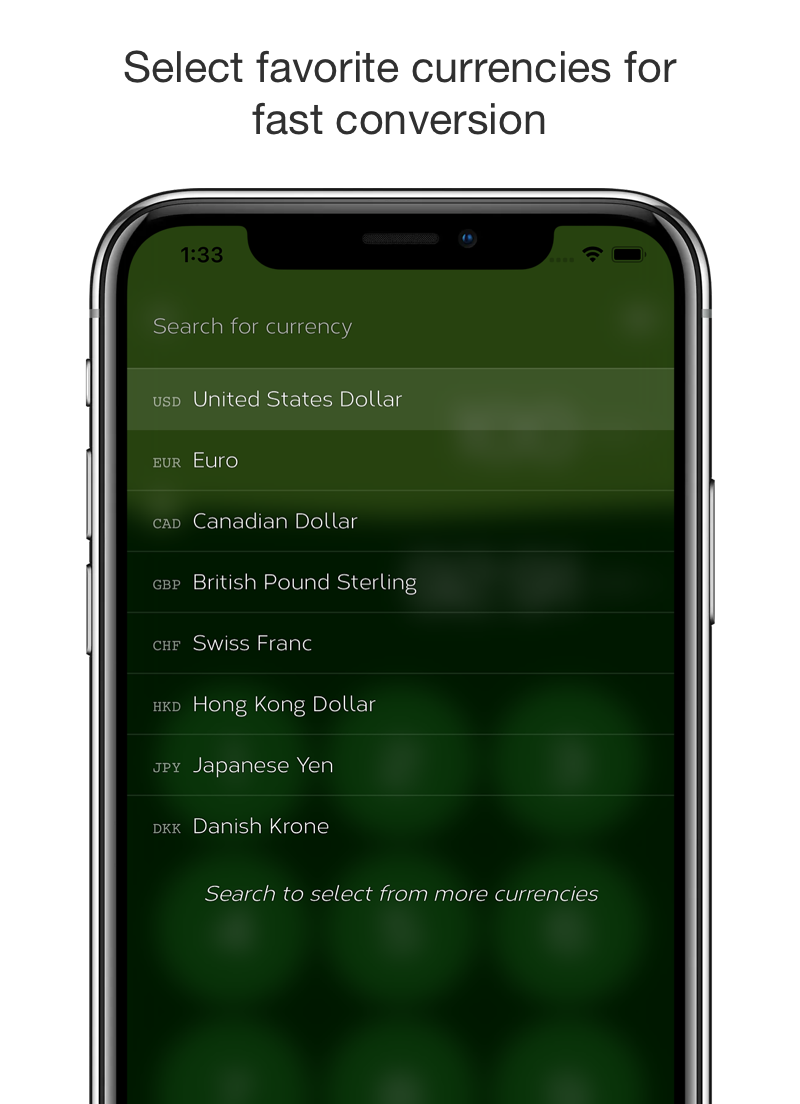 Select favorite currencies for
fast conversion
1:33
Search for currency
USD United States Dollar
EUR Euro
CAD Canadian Dollar
GBP British Pound Sterling
CHF Swiss Franc
HKD Hong Kong Dollar
JPY Japanese Yen
DKK Danish Krone
Search to select from more currencies